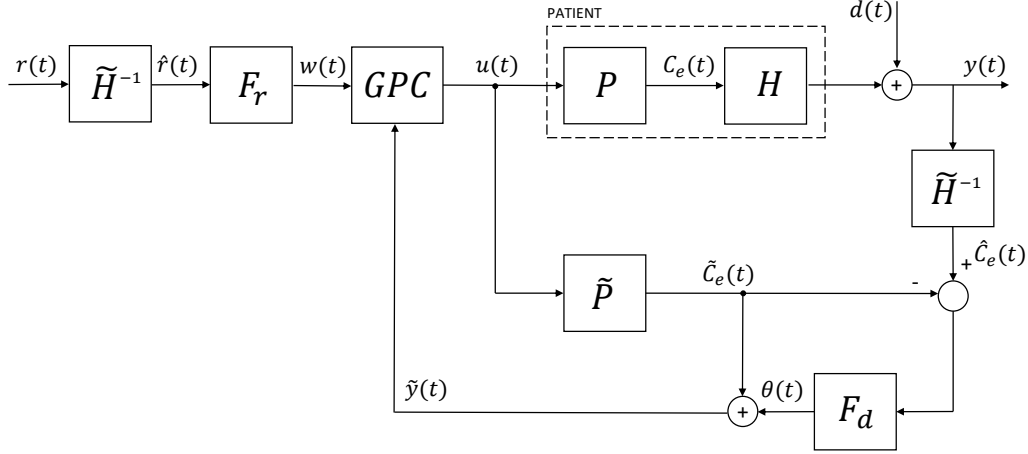 PATIENT
d(t)
r(t) H̃⁻¹ r̂(t) F_r w(t) GPC u(t) P C_e(t) H + y(t)
H̃⁻¹
+ Ĉ_e(t)
P̃ C̃_e(t) -
ỹ(t) + θ(t) F_d